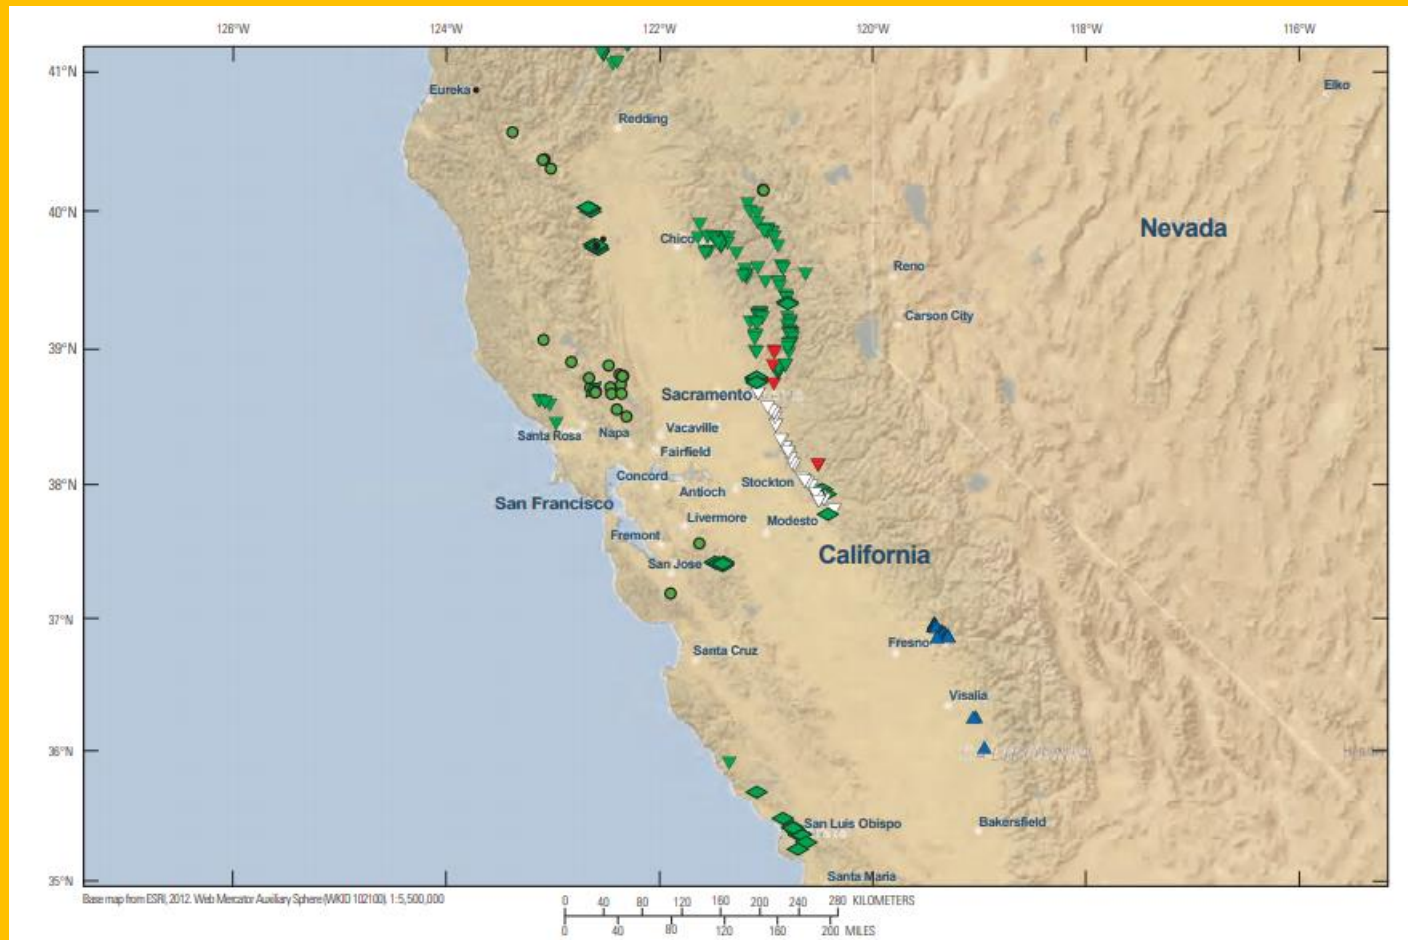 126°W 124°W 122°W 120°W 118°W 116°W
41°N
Eureka
Elko
Redding
40°N
Nevada
Chico
Reno
Carson City
39°N
Sacramento
Santa Rosa Napa Vacaville
Fairfield
38°N
Concord
Antioch Stockton
San Francisco
Livermore Modesto
Fremont
California
San Jose
37°N
Fresno
Santa Cruz
Visalia
36°N
San Luis Obispo
Bakersfield
Santa Maria
35°N
Base map from ESRI, 2012. Web Mercator Auxiliary Sphere (WKID 102100). 1:5,500,000
0 40 80 120 160 200 240 280 KILOMETERS
0 40 80 120 160 200 MILES